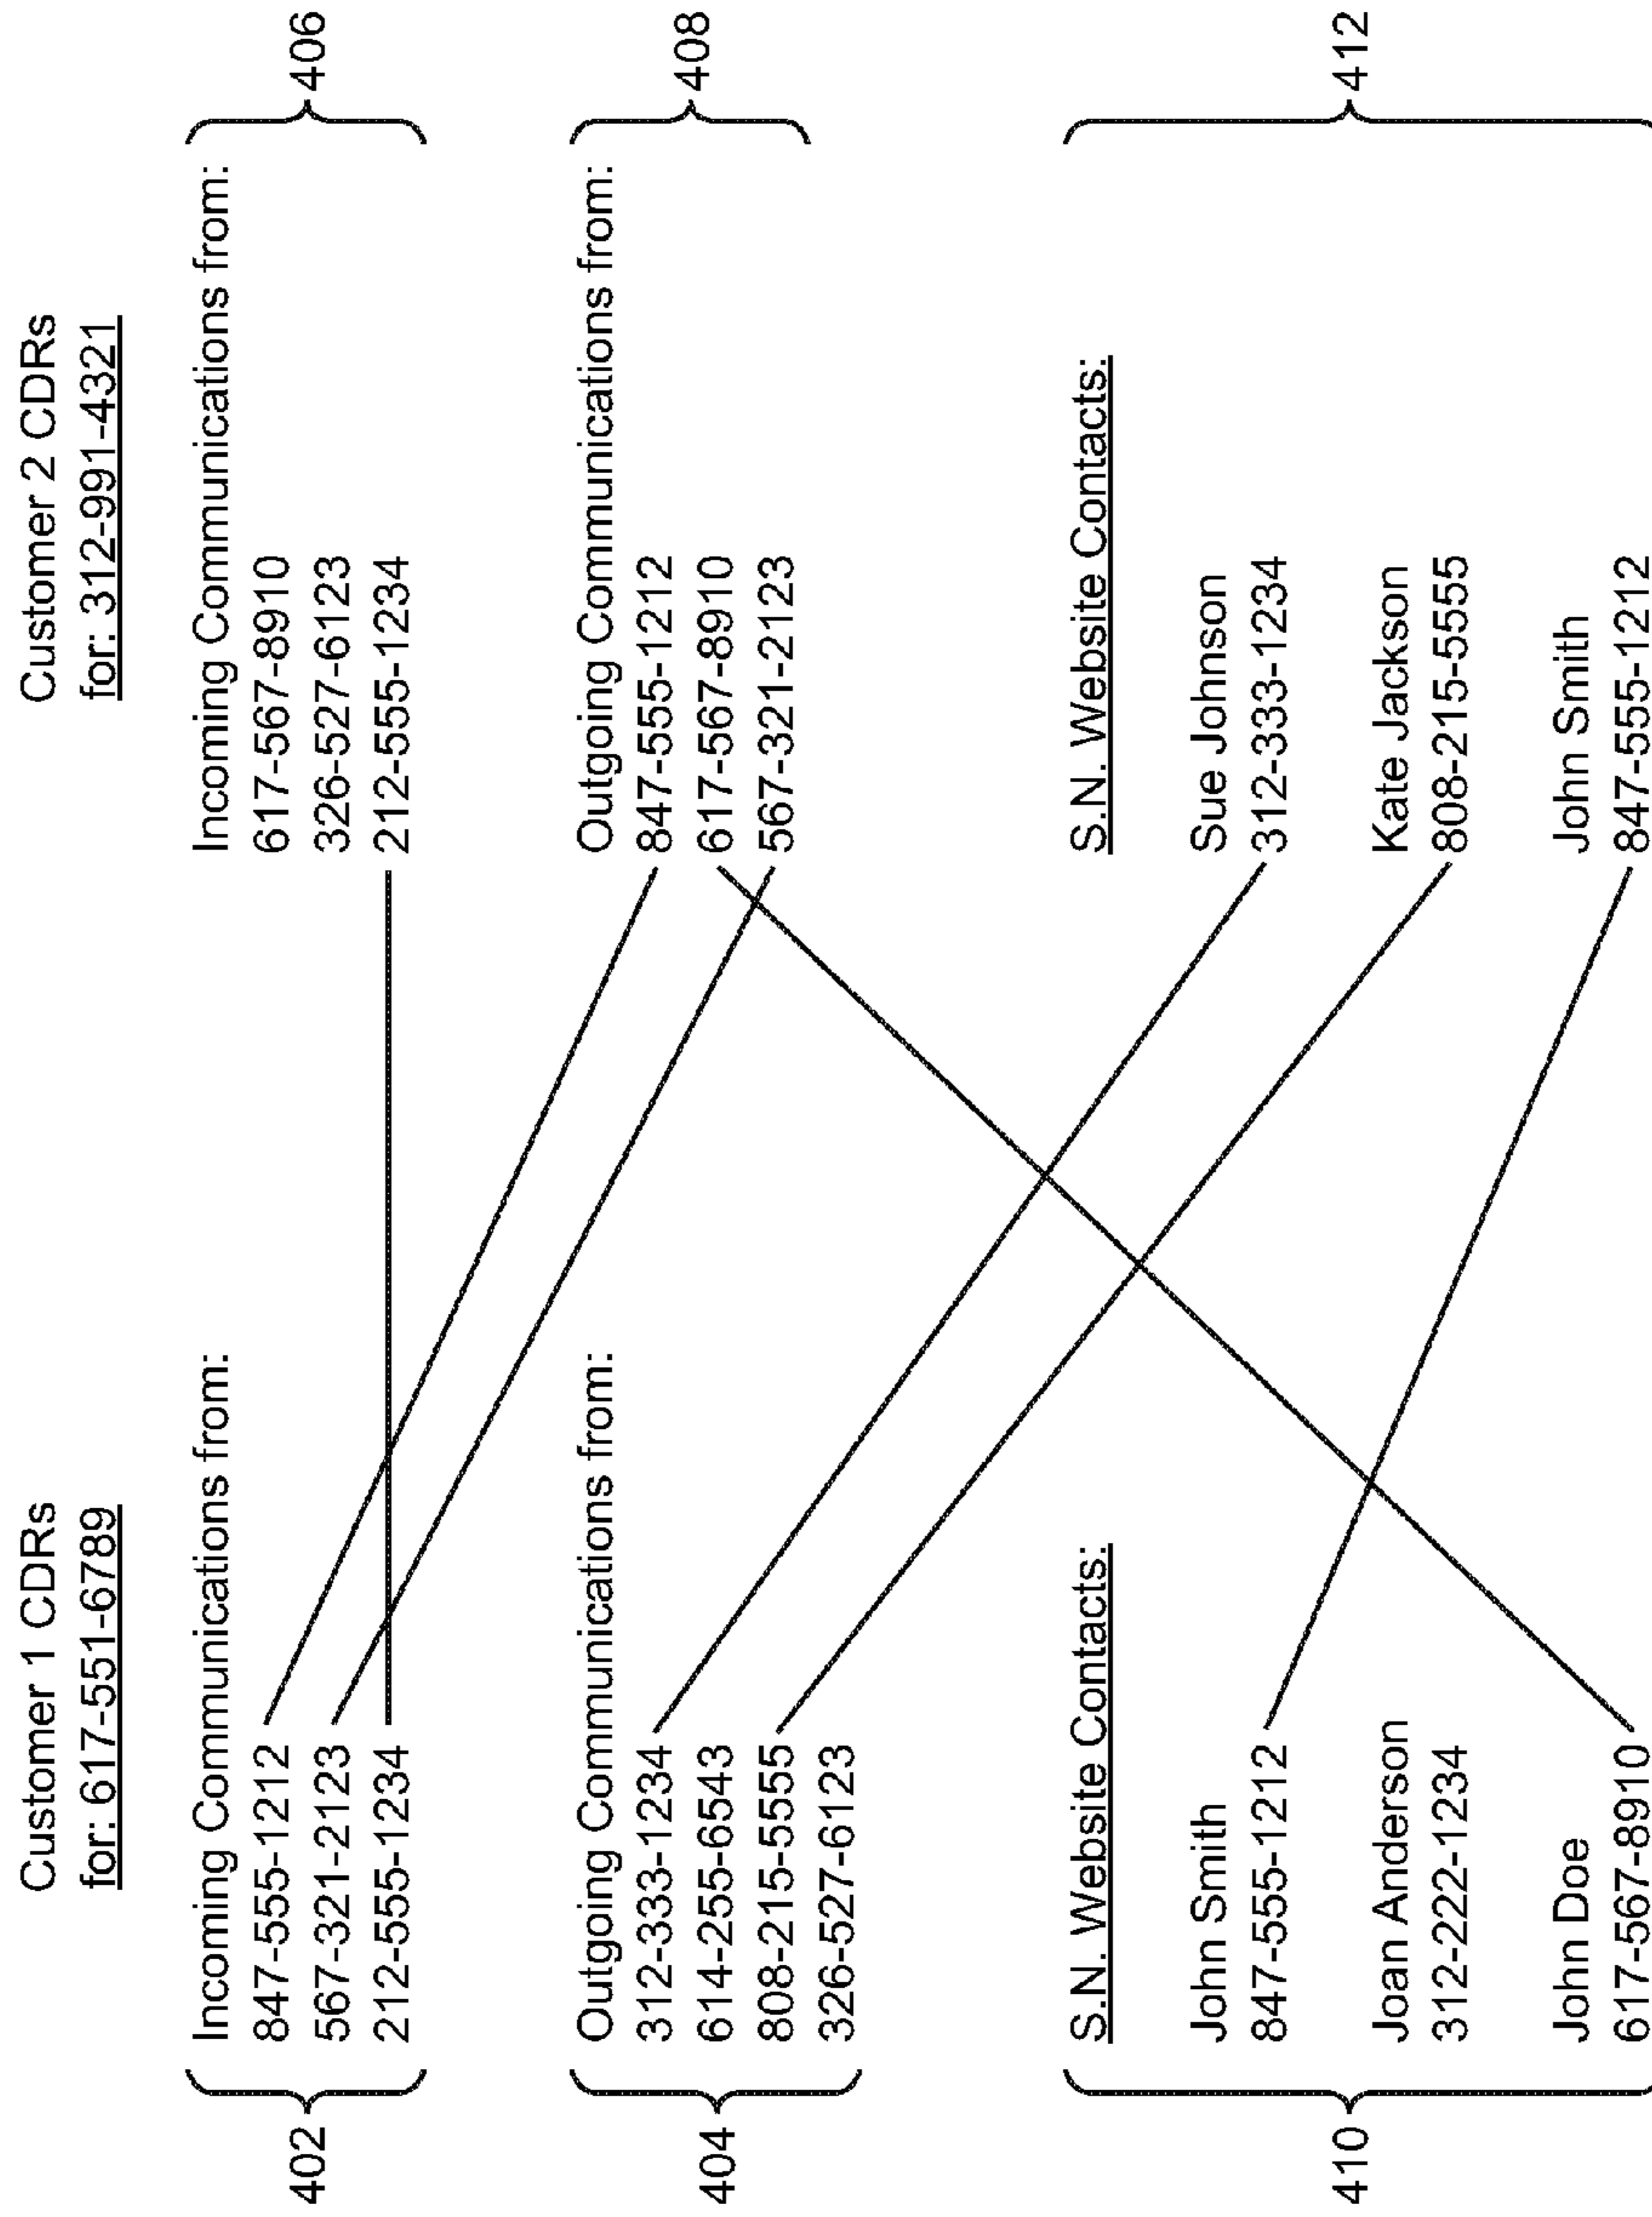 Customer 1 CDRs
for: 617-551-6789
402
Incoming Communications from:
847-555-1212
567-321-2123
212-555-1234
404
Outgoing Communications from:
312-333-1234
614-255-6543
808-215-5555
326-527-6123
410
S.N. Website Contacts:
John Smith
847-555-1212
Joan Anderson
312-222-1234
John Doe
617-567-8910
Customer 2 CDRs
for: 312-991-4321
Incoming Communications from:
617-567-8910
326-527-6123
212-555-1234
406
Outgoing Communications from:
847-555-1212
617-567-8910
567-321-2123
408
S.N. Website Contacts:
Sue Johnson
312-333-1234
Kate Jackson
808-215-5555
John Smith
847-555-1212
412